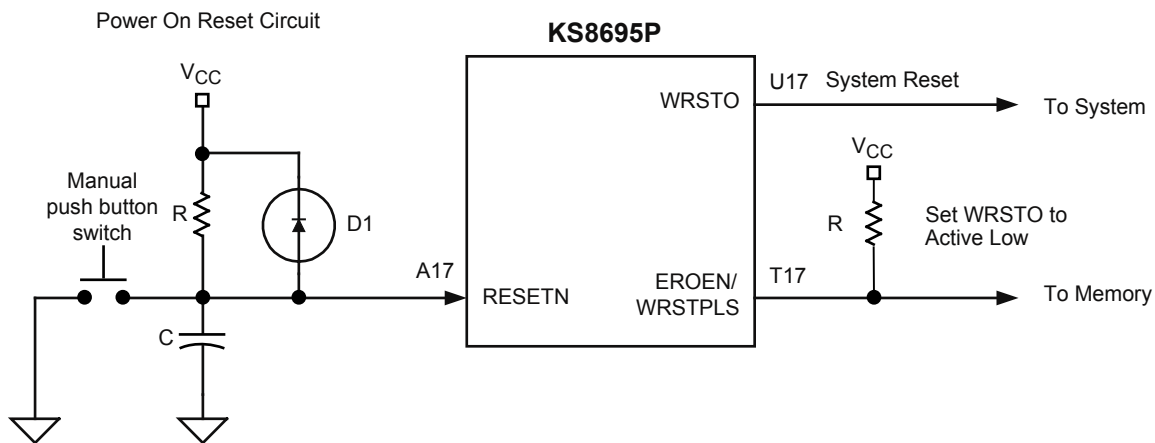 Power On Reset Circuit
KS8695P
VCC
U17
System Reset
WRSTO
To System
VCC
Manual
push button
switch
R
D1
R
Set WRSTO to
Active Low
A17
T17
RESETN
EROEN/
WRSTPLS
To Memory
C